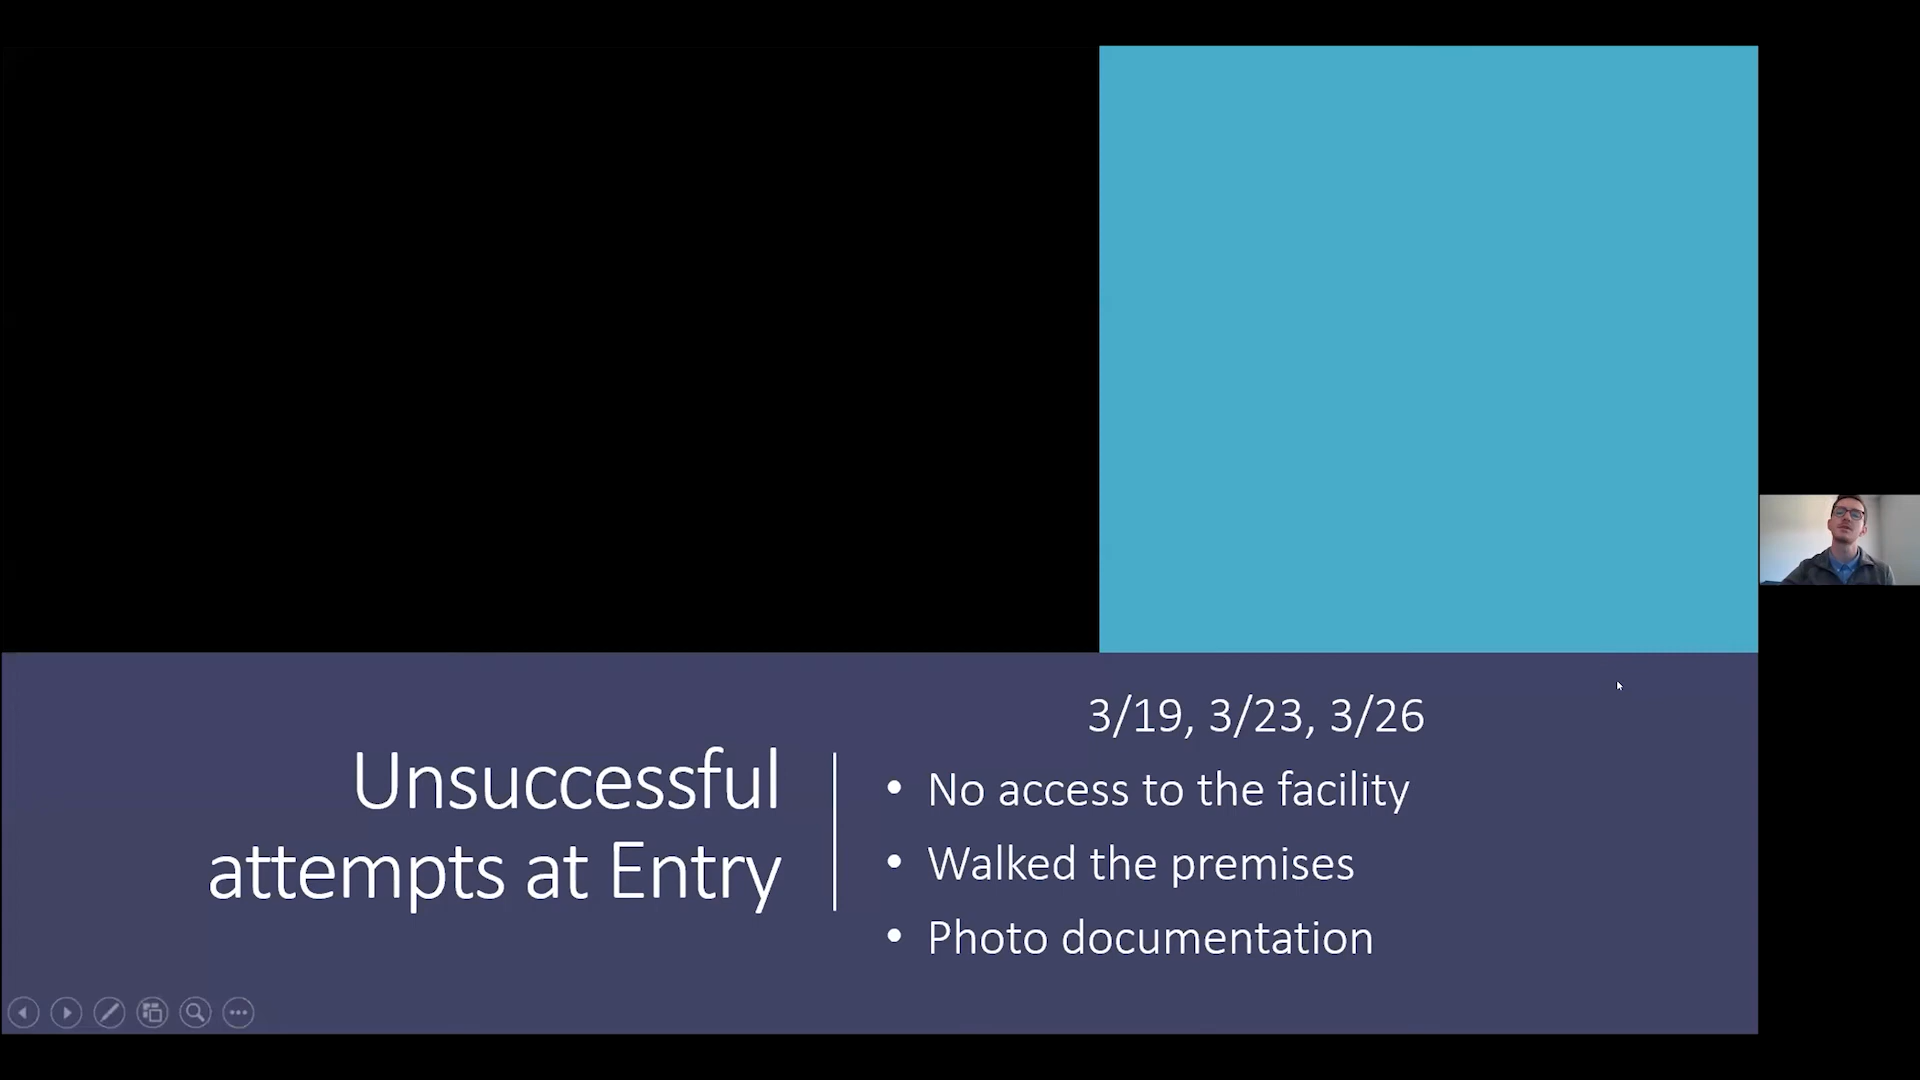 Unsuccessful
attempts at Entry
3/19, 3/23, 3/26
• No access to the facility
• Walked the premises
• Photo documentation